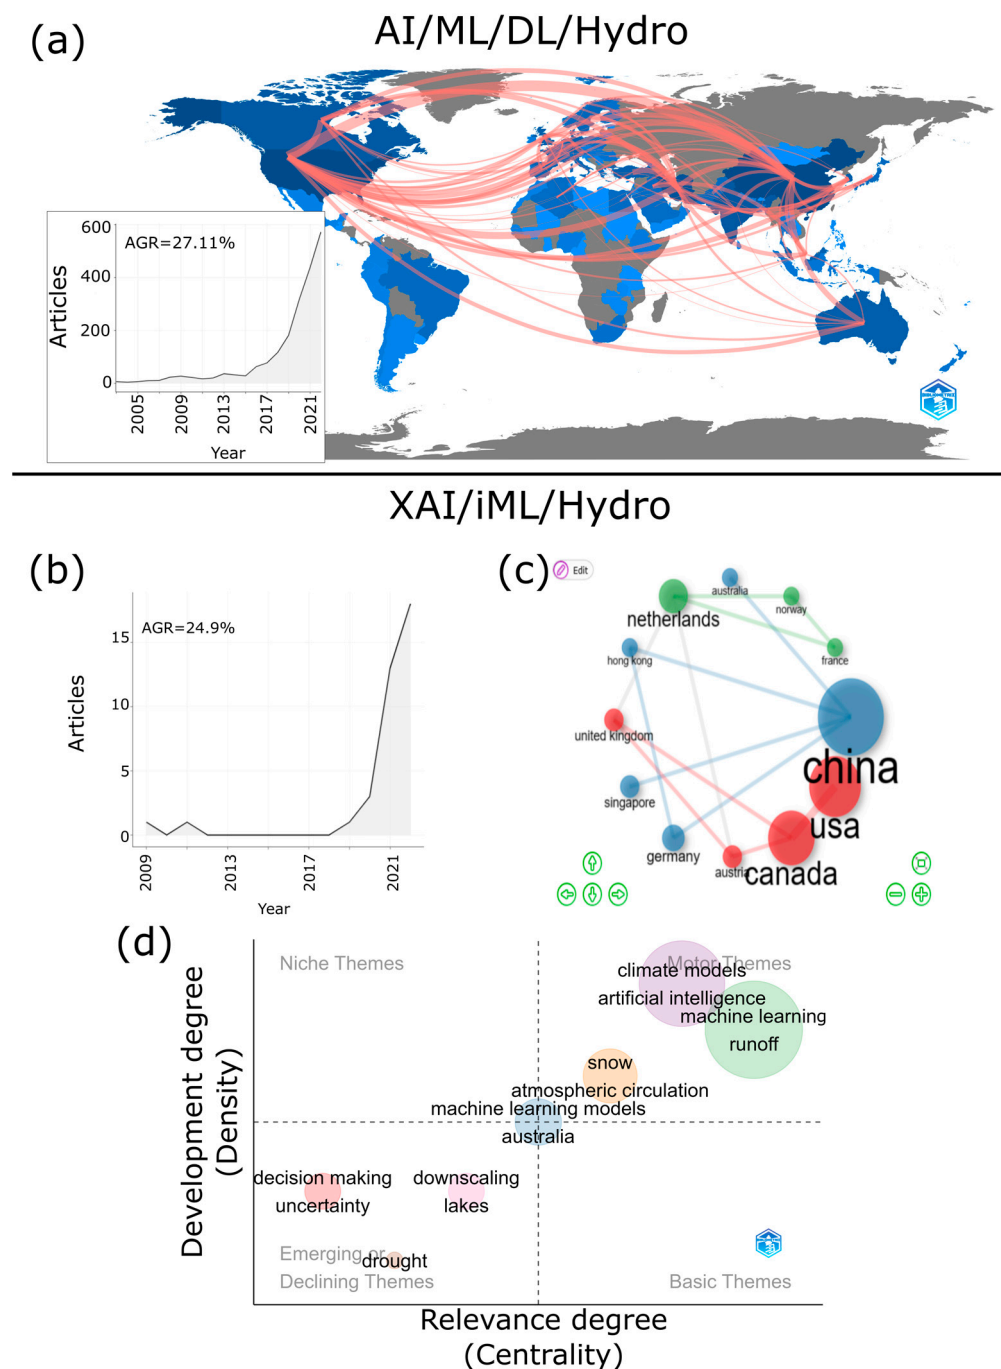 (a)
AI/ML/DL/Hydro
AGR=27.11%
Articles
600
400
200
0
2005
2009
2013
2017
2021
Year
BIBLIOMETRIX
XAI/iML/Hydro
(b)
AGR=24.9%
Articles
15
10
5
0
2009
2013
2017
2021
Year
(c)
Edit
australia
norway
netherlands
france
hong kong
united kingdom
china
singapore
usa
germany
austria
canada
(d)
Niche Themes
Motor Themes
climate models
artificial intelligence
machine learning
runoff
snow
atmospheric circulation
machine learning models
australia
decision making
uncertainty
downscaling
lakes
Emerging or
drought
Declining Themes
Basic Themes
Development degree
(Density)
Relevance degree
(Centrality)